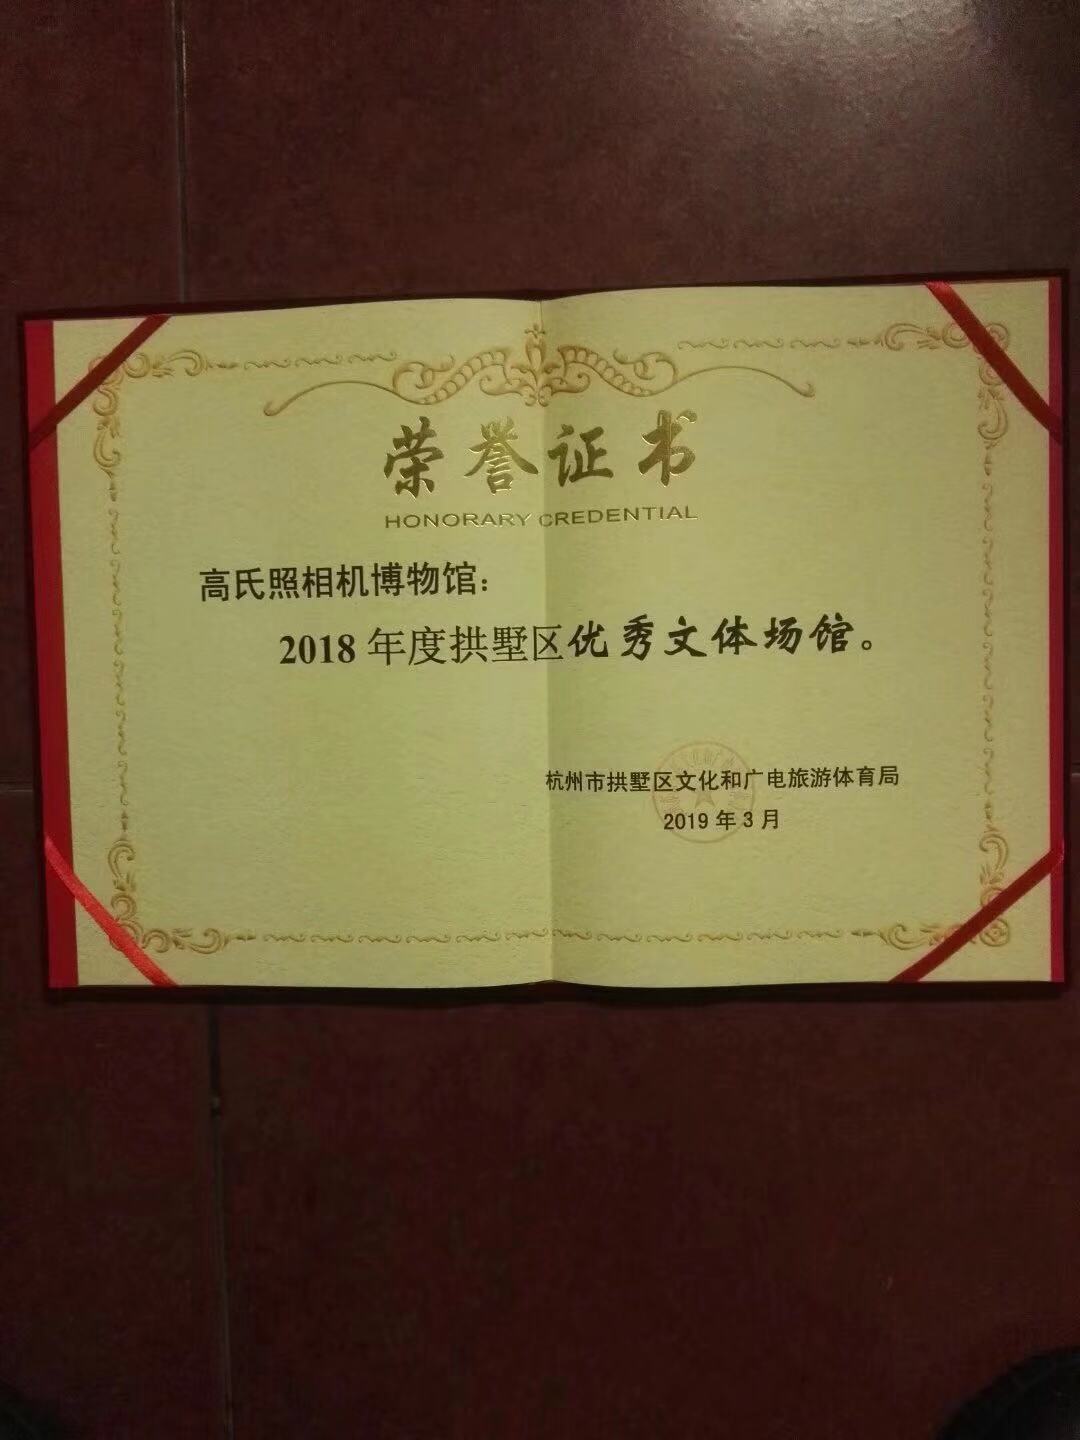 荣誉证书
HONORARY CREDENTIAL
高氏照相机博物馆：
2018年度拱墅区优秀文体场馆。
杭州市拱墅区文化和广电旅游体育局
2019年3月